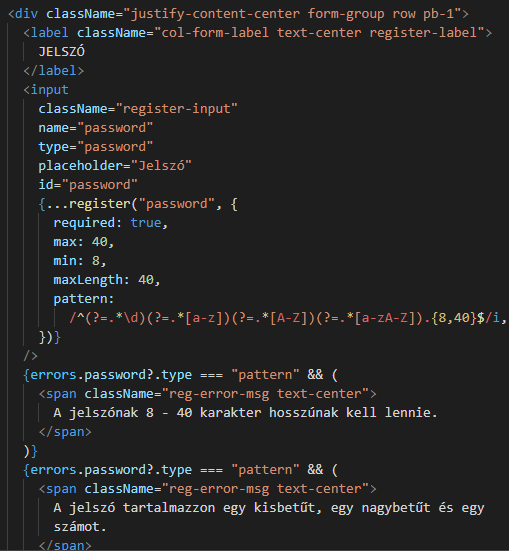 <div className="justify-content-center form-group row pb-1">
<label className="col-form-label text-center register-label">
JELSZÓ
</label>
<input
className="register-input"
name="password"
type="password"
placeholder="Jelszó"
id="password"
{...register("password", {
required: true,
max: 40,
min: 8,
maxLength: 40,
pattern:
/^(?=.*\d)(?=.*[a-z])(?=.*[A-Z])(?=.*[a-zA-Z]).{8,40}$/i,
})}
/>
{errors.password?.type === "pattern" && (
<span className="reg-error-msg text-center">
A jelszónak 8 - 40 karakter hosszúnak kell lennie.
</span>
)}
{errors.password?.type === "pattern" && (
<span className="reg-error-msg text-center">
A jelszó tartalmazzon egy kisbetűt, egy nagybetűt és egy
számot.
</span>